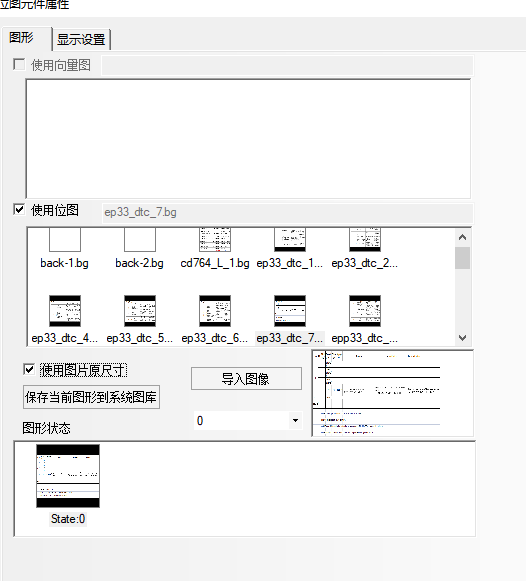 位图元件属性
图形 显示设置
使用向量图
使用位图 ep33_dtc_7.bg
back-1.bg back-2.bg cd764_L_1.bg ep33_dtc_1... ep33_dtc_2...
ep33_dtc_4... ep33_dtc_5... ep33_dtc_6... ep33_dtc_7... epp33_dtc_...
使用图片原尺寸 导入图像
保存当前图形到系统图库
0
图形状态
State:0